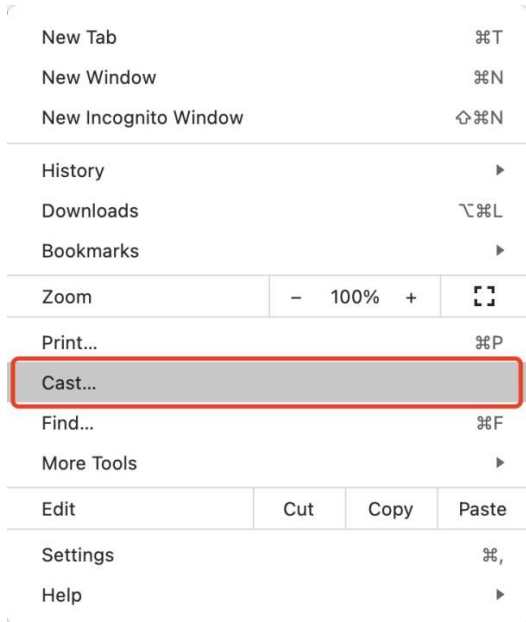 New Tab ⌘T
New Window ⌘N
New Incognito Window ⇧⌘N
History
Downloads ⌥⌘L
Bookmarks
Zoom − 100% +
Print... ⌘P
Cast...
Find... ⌘F
More Tools
Edit Cut Copy Paste
Settings ⌘,
Help